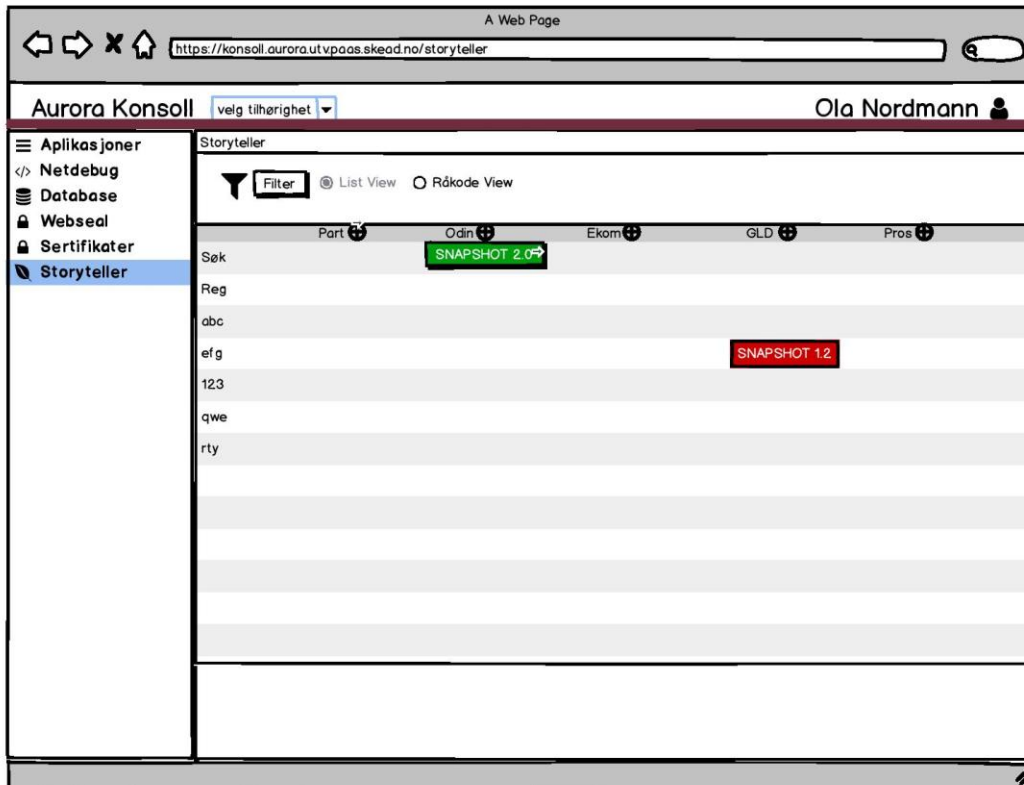 A Web Page
https://konsoll.aurora.utv.paas.skead.no/storyteller
Aurora Konsoll velg tilhørighet Ola Nordmann
Aplikasjoner
Netdebug
Database
Webseal
Sertifikater
Storyteller
Storyteller
Filter List View Råkode View
Part Odin Ekom GLD Pros
Søk SNAPSHOT 2.0
Reg
abc
efg SNAPSHOT 1.2
123
qwe
rty